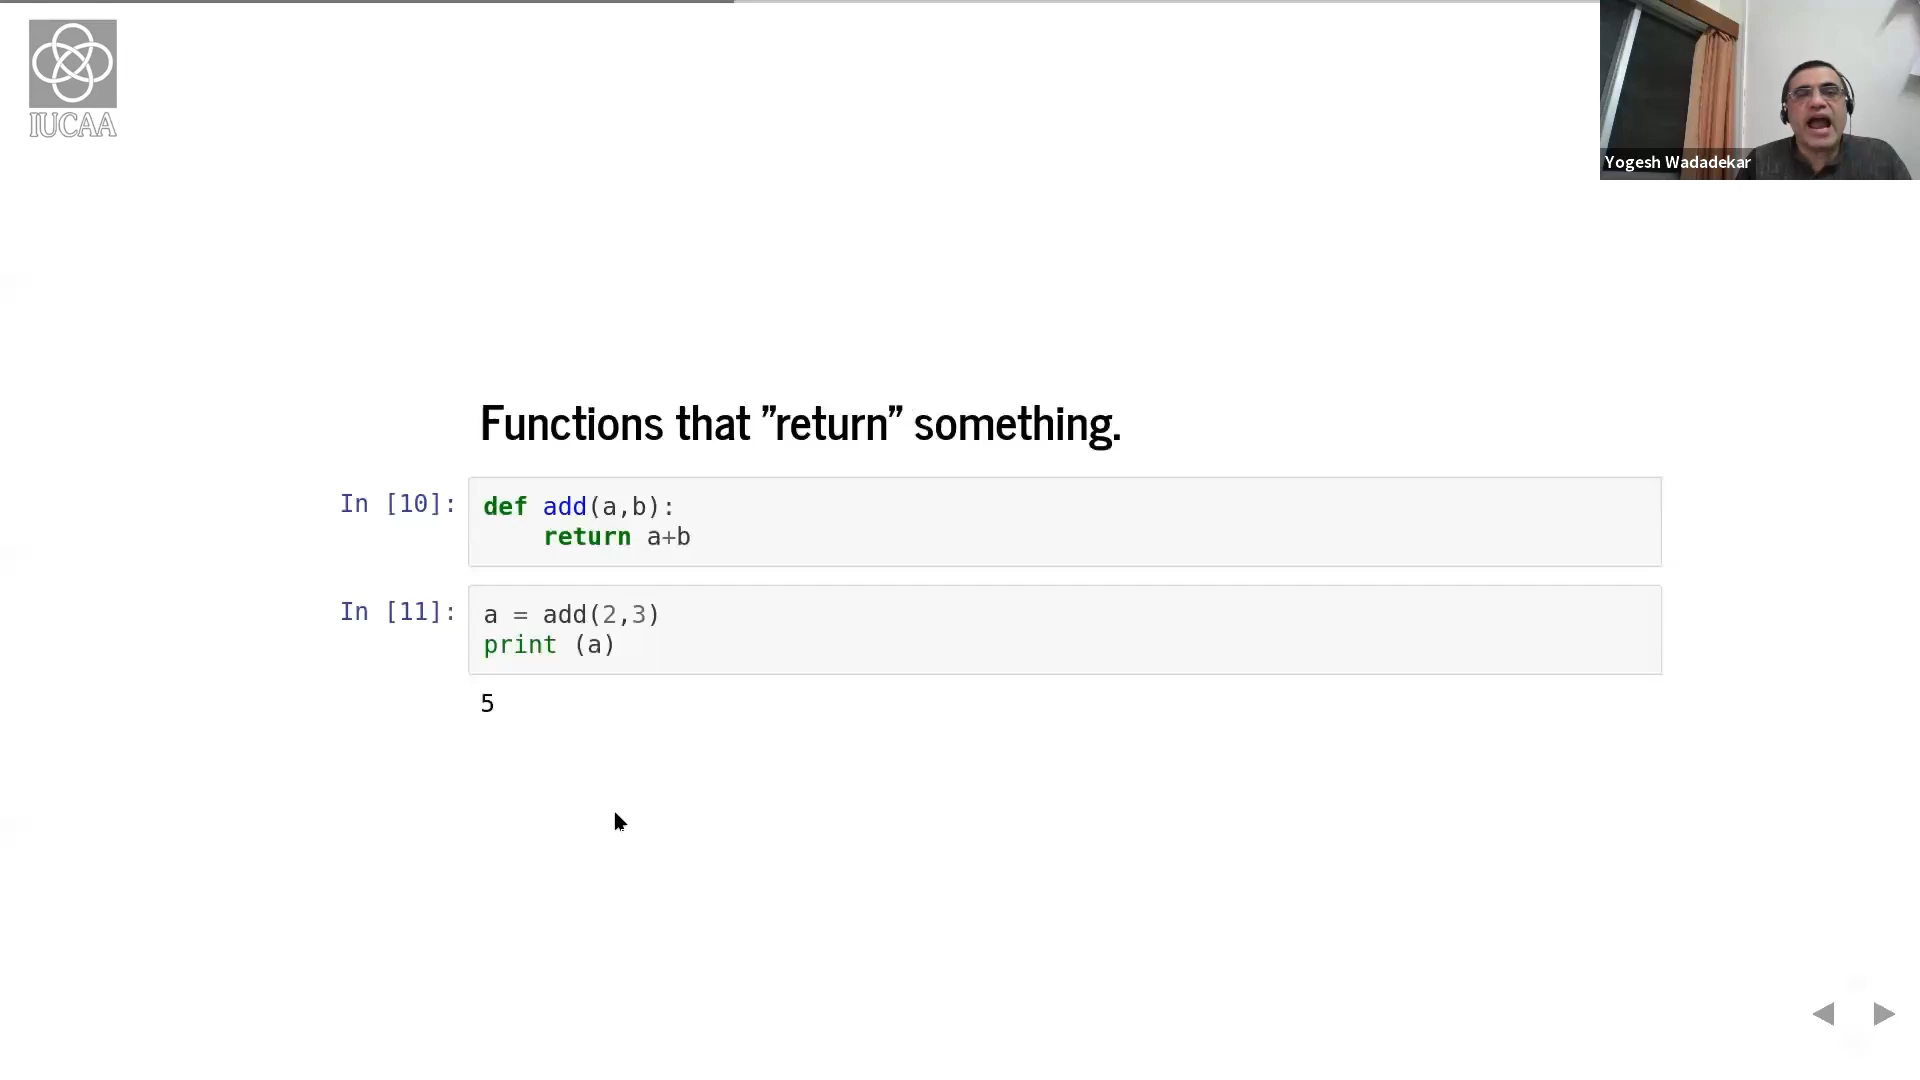 IUCAA
Yogesh Wadadekar
Functions that "return" something.
In [10]:
def add(a,b):
    return a+b
In [11]:
a = add(2,3)
print (a)
5